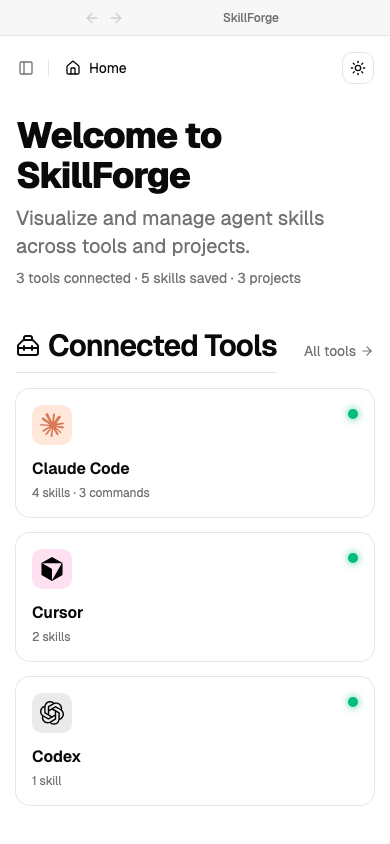 SkillForge
Home
Welcome to
SkillForge
Visualize and manage agent skills
across tools and projects.
3 tools connected · 5 skills saved · 3 projects
Connected Tools
All tools
Claude Code
4 skills · 3 commands
Cursor
2 skills
Codex
1 skill